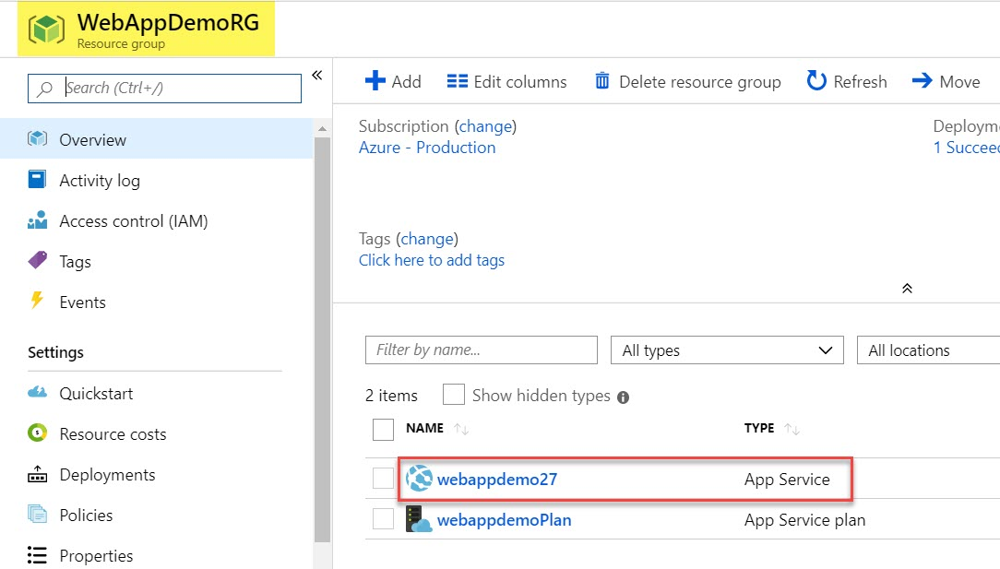 WebAppDemoRG
Resource group
Search (Ctrl+/)
Overview
Activity log
Access control (IAM)
Tags
Events
Settings
Quickstart
Resource costs
Deployments
Policies
Properties
Add Edit columns Delete resource group Refresh Move
Subscription (change)
Azure - Production
Deploym
1 Succee
Tags (change)
Click here to add tags
Filter by name... All types All locations
2 items Show hidden types
NAME TYPE
webappdemo27 App Service
webappdemoPlan App Service plan